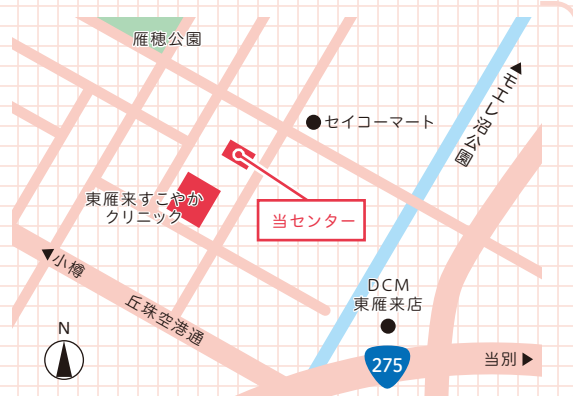 雁穂公園
セイコーマート
▲モエレ沼公園
東雁来すこやか
クリニック
当センター
◀小樽
丘珠空港通
DCM
東雁来店
N
275
当別▶